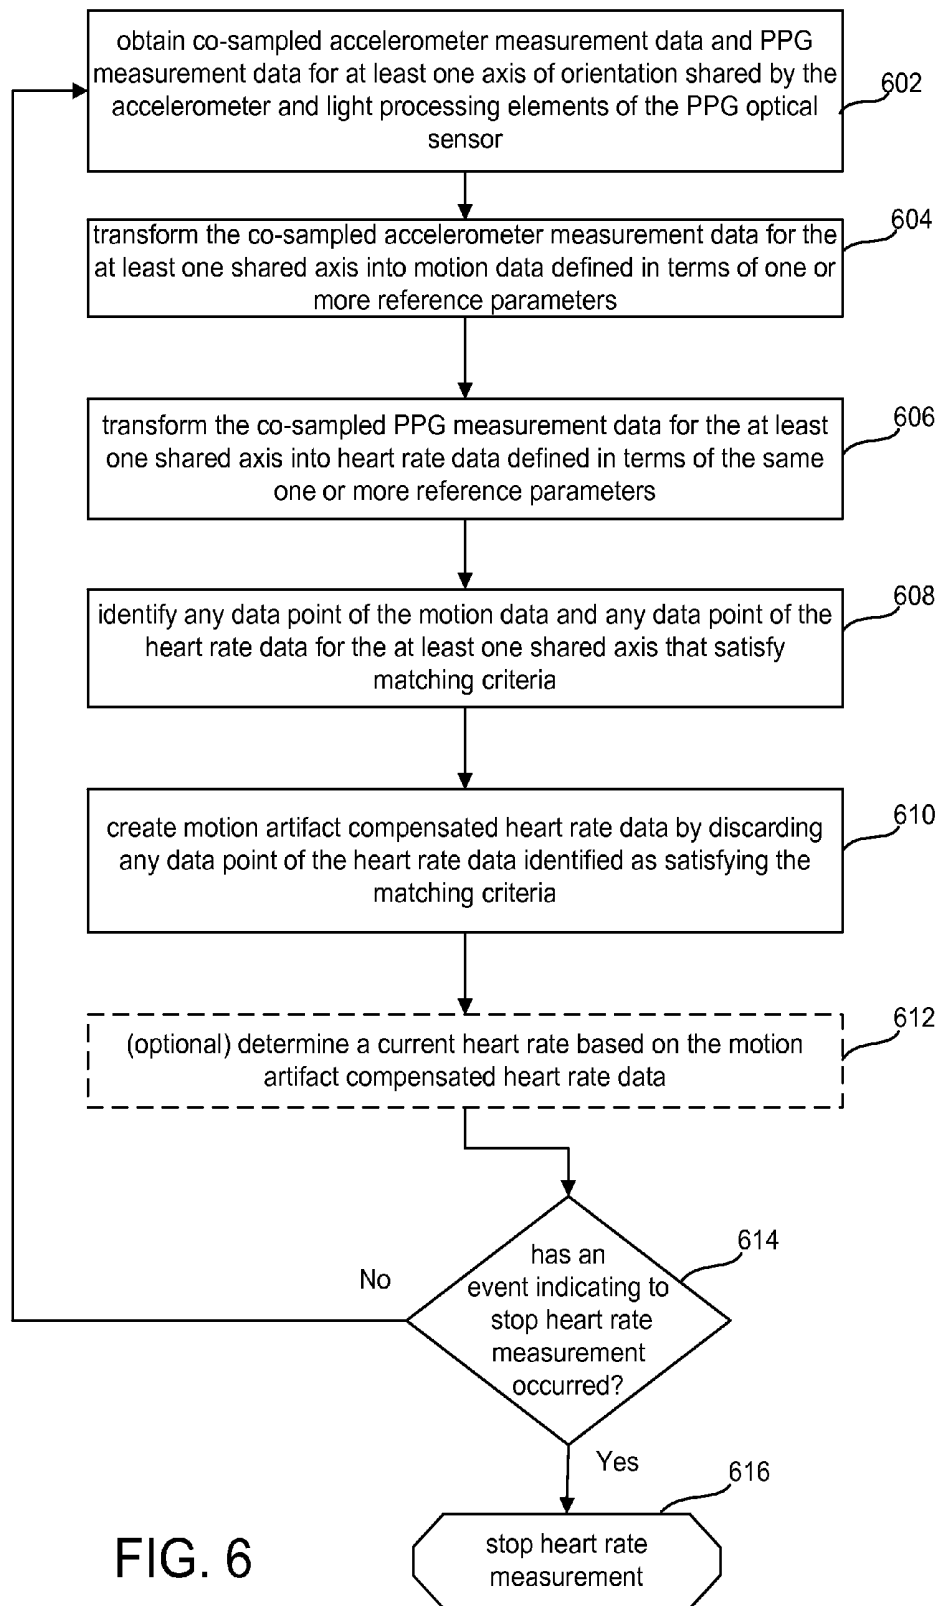 obtain co-sampled accelerometer measurement data and PPG
measurement data for at least one axis of orientation shared by the
accelerometer and light processing elements of the PPG optical
sensor
602
transform the co-sampled accelerometer measurement data for the
at least one shared axis into motion data defined in terms of one or
more reference parameters
604
transform the co-sampled PPG measurement data for the at least
one shared axis into heart rate data defined in terms of the same
one or more reference parameters
606
identify any data point of the motion data and any data point of the
heart rate data for the at least one shared axis that satisfy
matching criteria
608
create motion artifact compensated heart rate data by discarding
any data point of the heart rate data identified as satisfying the
matching criteria
610
(optional) determine a current heart rate based on the motion
artifact compensated heart rate data
612
has an
event indicating to
stop heart rate
measurement
occurred?
614
No
Yes
616
stop heart rate
measurement
FIG. 6